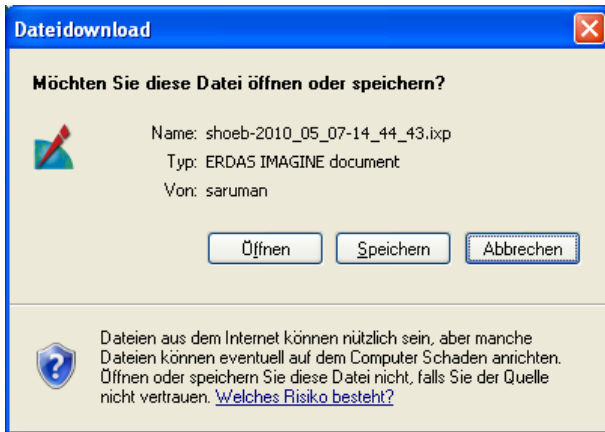 Dateidownload
Möchten Sie diese Datei öffnen oder speichern?
Name: shoeb-2010_05_07-14_44_43.ixp
Typ: ERDAS IMAGINE document
Von: saruman
Öffnen Speichern Abbrechen
Dateien aus dem Internet können nützlich sein, aber manche
Dateien können eventuell auf dem Computer Schaden anrichten.
Öffnen oder speichern Sie diese Datei nicht, falls Sie der Quelle
nicht vertrauen. Welches Risiko besteht?